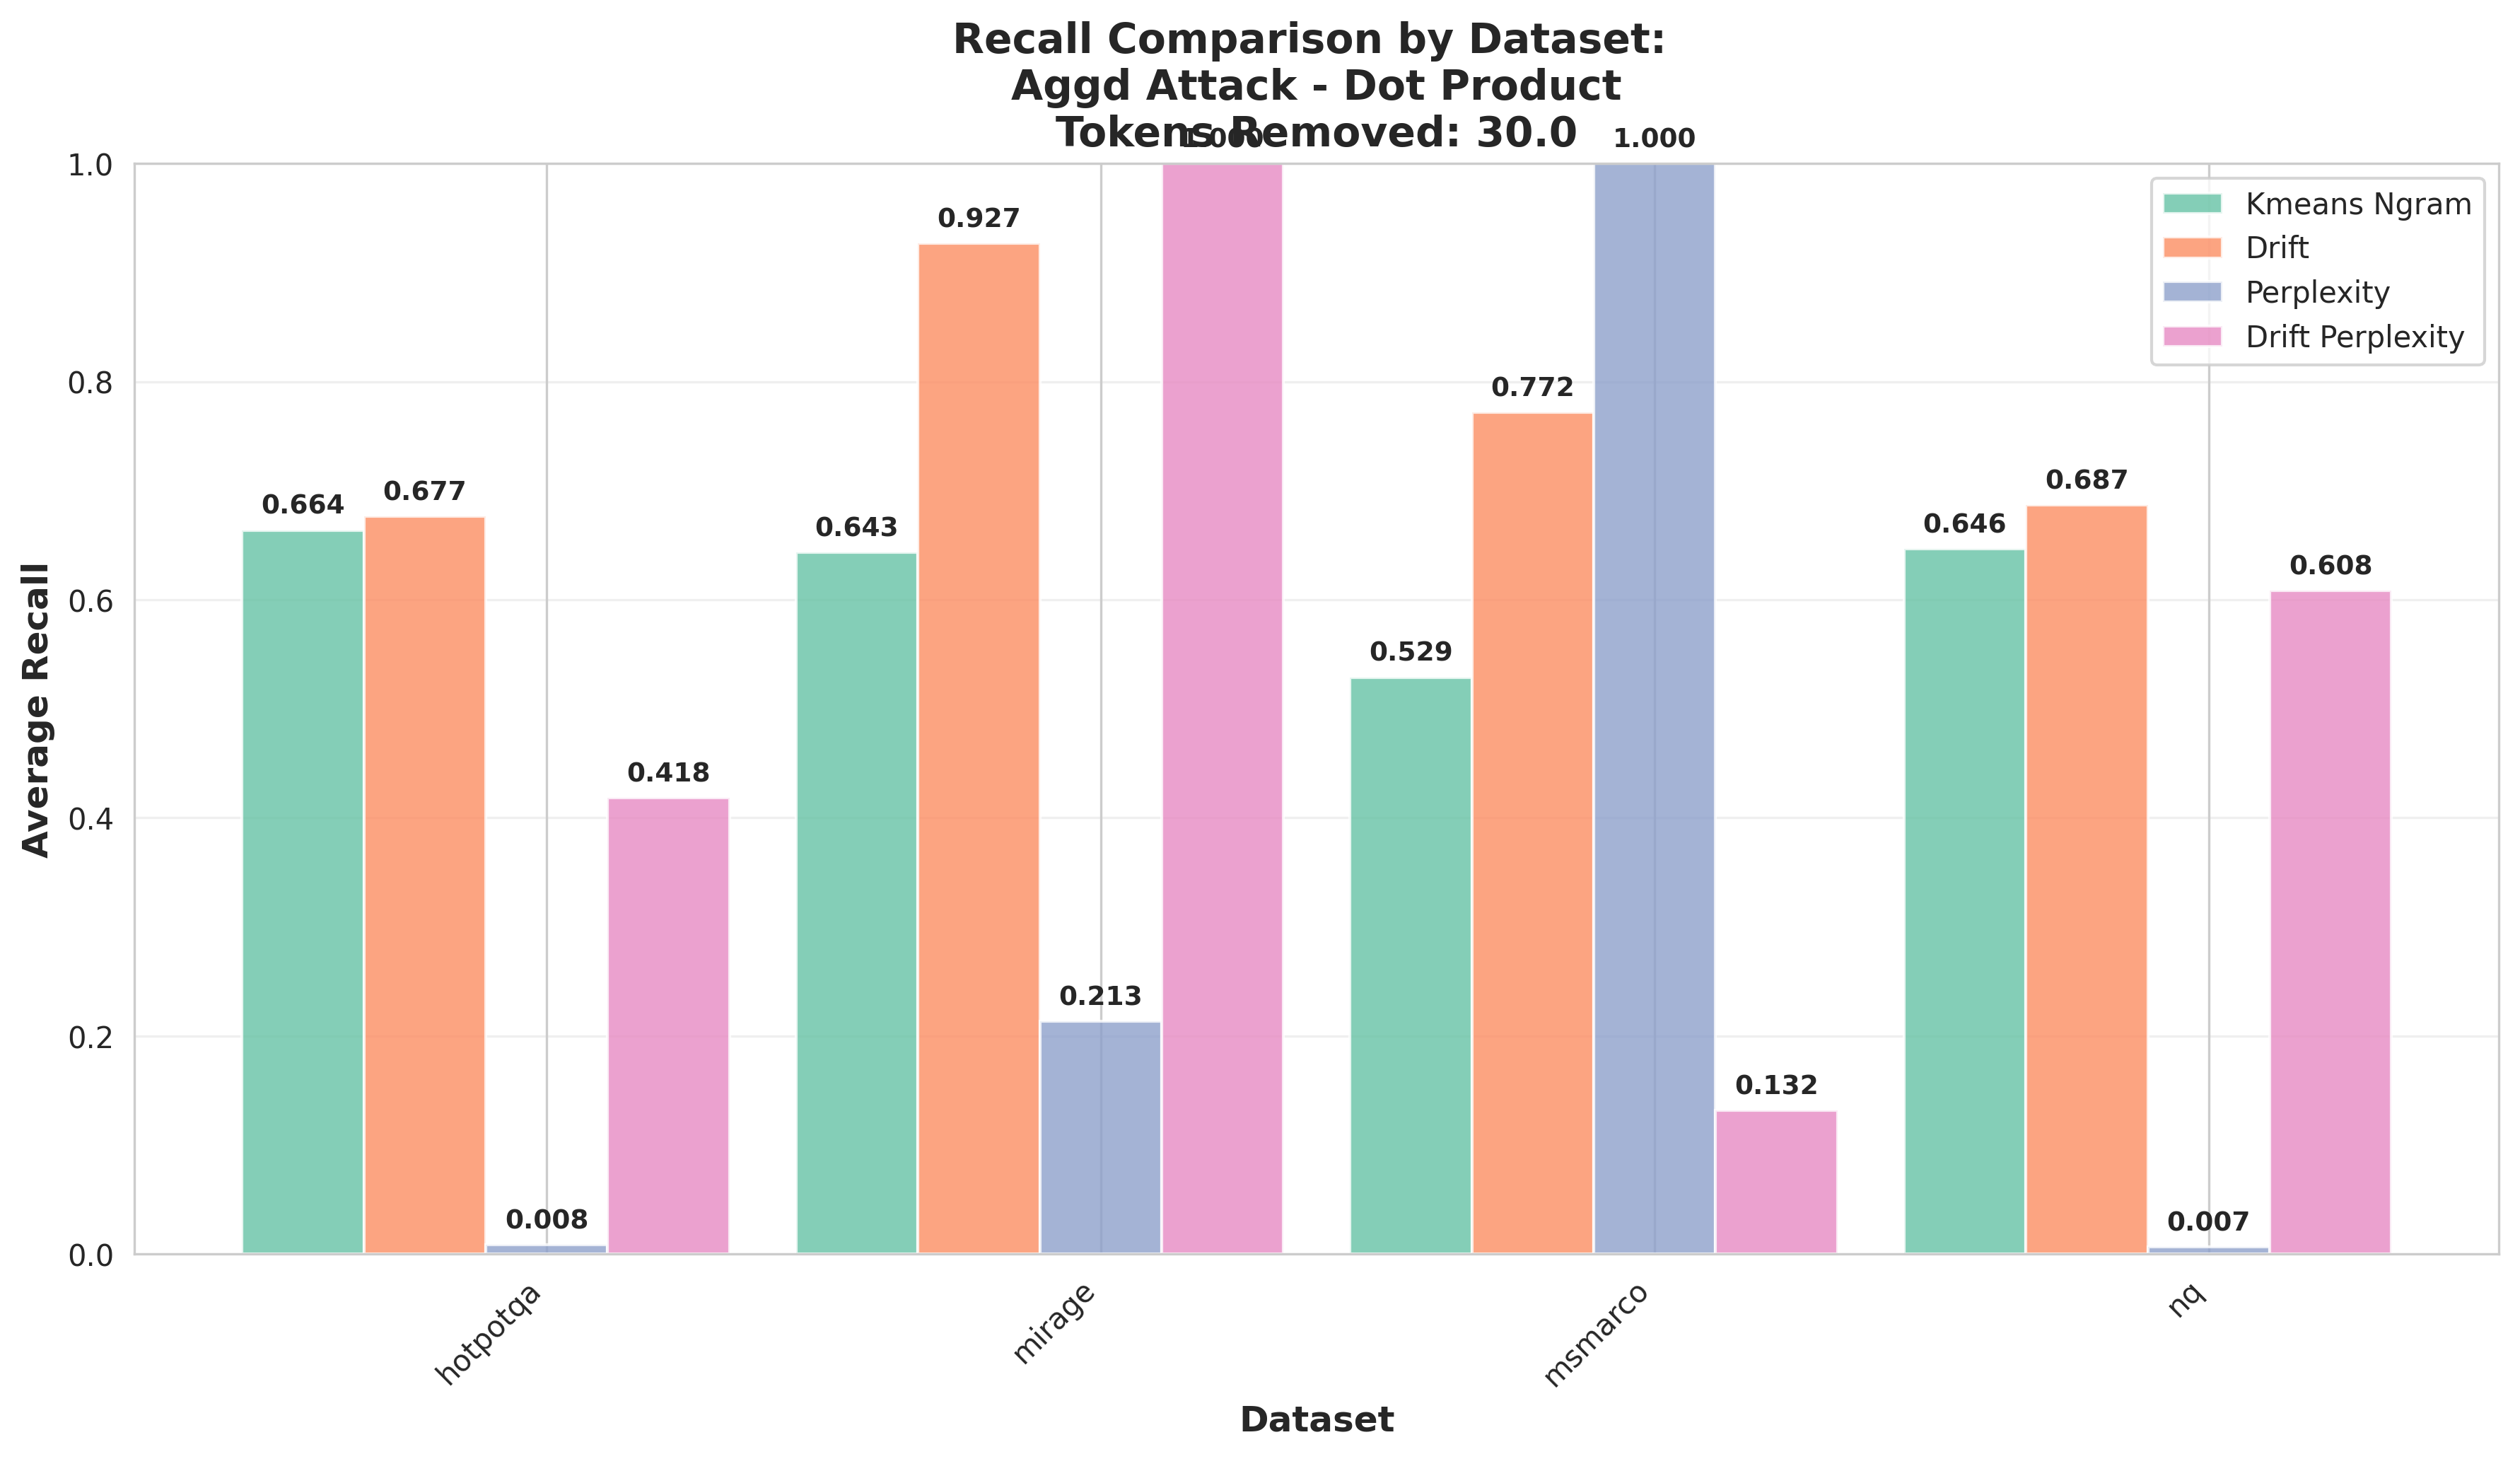 Recall Comparison by Dataset:
Aggd Attack - Dot Product
Tokens Removed: 30.0
1.000
1.000
1.0
0.8
0.6
0.4
0.2
0.0
Average Recall
0.664
0.677
0.008
0.418
0.643
0.927
0.213
0.529
0.772
0.132
0.646
0.687
0.007
0.608
Kmeans Ngram
Drift
Perplexity
Drift Perplexity
hotpotqa
mirage
msmarco
nq
Dataset